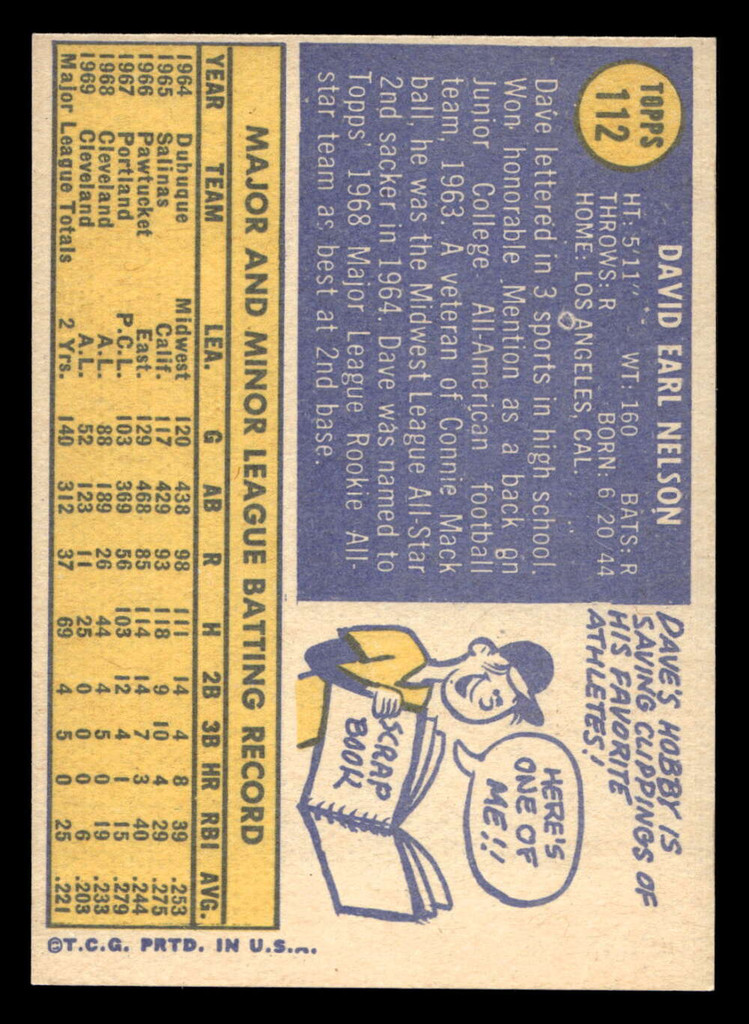 TOPPS
112
DAVID EARL NELSON
HT: 5'11" WT: 160 BATS: R
THROWS: R BORN: 6/20/44
HOME: LOS ANGELES, CAL.
Dave lettered in 3 sports in high school.
Won honorable Mention as a back on
Junior College All-American football
team, 1963. A veteran of Connie Mack
ball, he was the Midwest League All-Star
2nd sacker in 1964. Dave was named to
Topps' 1968 Major League Rookie All-
star team as best at 2nd base.
DAVE'S HOBBY IS
SAVING CLIPPINGS OF
HIS FAVORITE
ATHLETES!
HERE'S
ONE OF
ME!!
SCRAP
BOOK
MAJOR AND MINOR LEAGUE BATTING RECORD
YEAR TEAM LEA. G AB R H 2B 3B HR RBI AVG.
1964 Dubuque Midwest 120 438 98 111 14 4 8 39 .253
1965 Salinas Calif. 117 429 93 118 9 10 4 29 .275
1966 Pawtucket East. 129 468 85 114 14 7 3 40 .244
1967 Portland P.C.L. 103 369 56 103 12 4 1 15 .279
1968 Cleveland A.L. 88 189 26 44 4 5 0 19 .233
1969 Cleveland A.L. 52 123 11 25 0 0 0 6 .203
Major League Totals 2 Yrs. 140 312 37 69 4 5 0 25 .221
©T.C.G. PRTD. IN U.S.A.